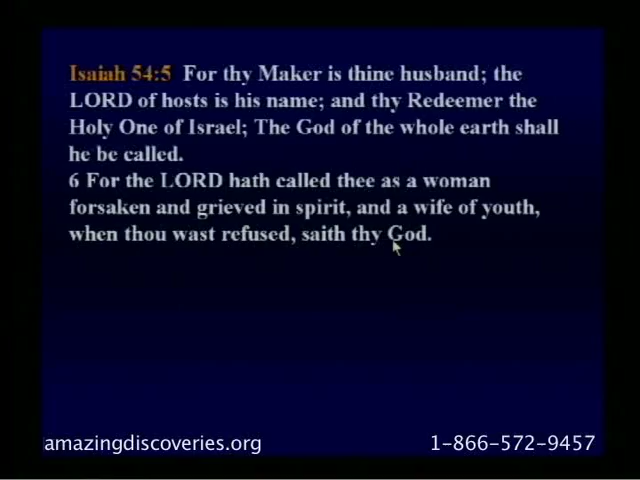 Isaiah 54:5 For thy Maker is thine husband; the
LORD of hosts is his name; and thy Redeemer the
Holy One of Israel; The God of the whole earth shall
he be called.
6 For the LORD hath called thee as a woman
forsaken and grieved in spirit, and a wife of youth,
when thou wast refused, saith thy God.
amazingdiscoveries.org 1-866-572-9457